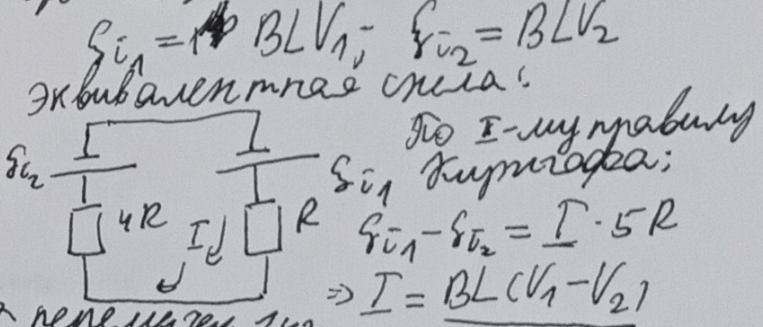 ℰi₁ = BLV₁; ℰi₂ = BLV₂
эквивалентная схема:
По I-му правилу
Кирхгофа;
ℰi₂
ℰi₁
4R
I
R
ℰi₁ - ℰi₂ = I · 5R
⇒ I = BL(V₁ - V₂)